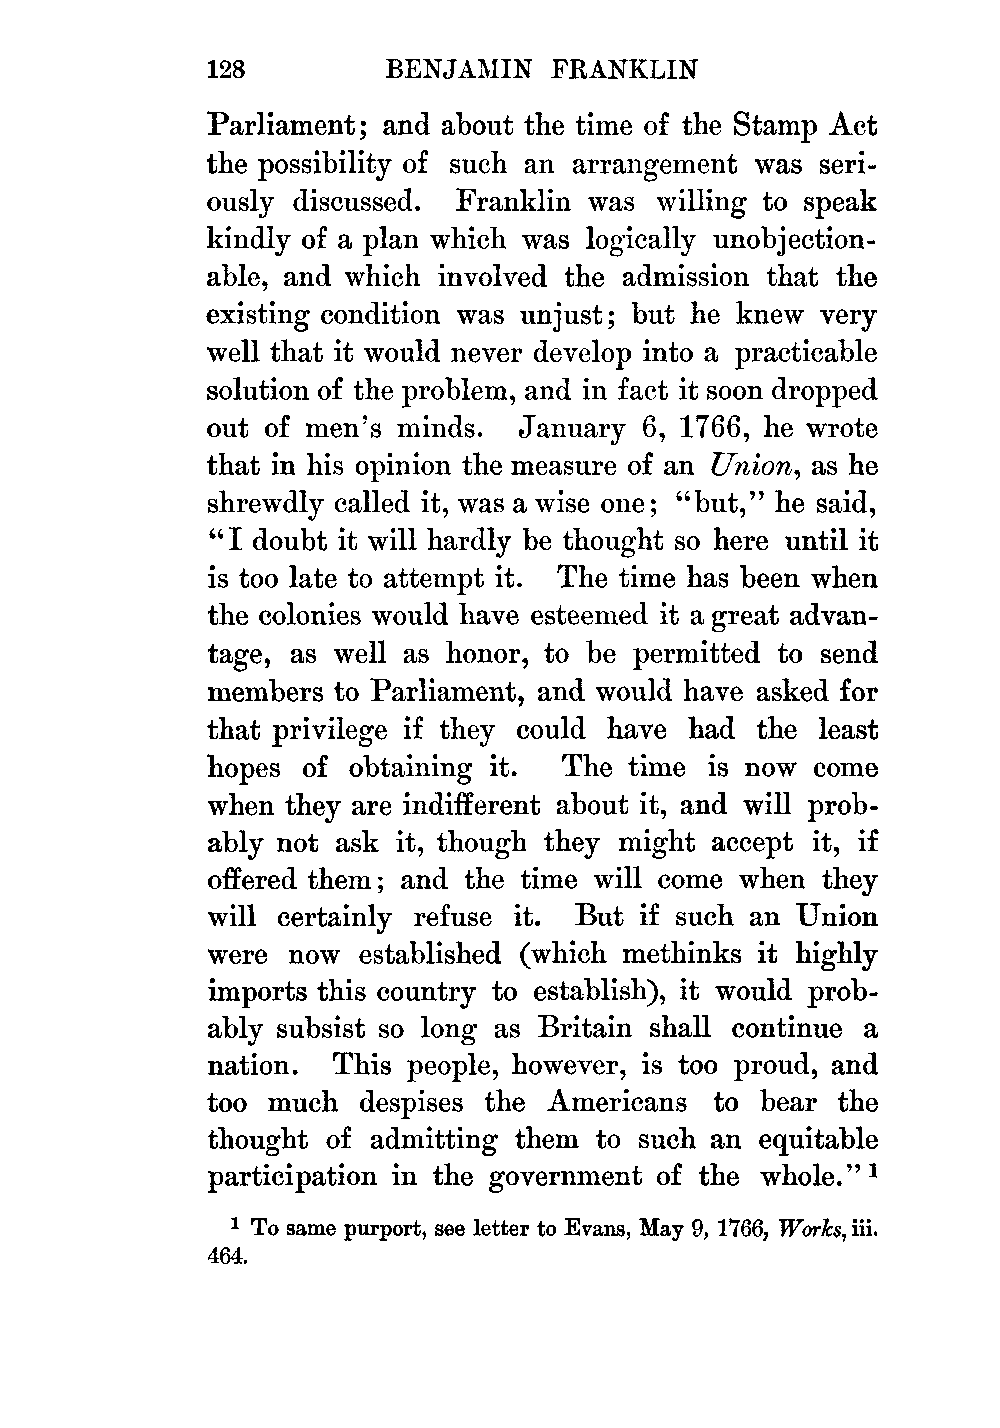 128 BENJAMIN FRANKLIN
Parliament; and about the time of the Stamp Act
the possibility of such an arrangement was seri-
ously discussed. Franklin was willing to speak
kindly of a plan which was logically unobjection-
able, and which involved the admission that the
existing condition was unjust; but he knew very
well that it would never develop into a practicable
solution of the problem, and in fact it soon dropped
out of men's minds. January 6, 1766, he wrote
that in his opinion the measure of an Union, as he
shrewdly called it, was a wise one; "but," he said,
"I doubt it will hardly be thought so here until it
is too late to attempt it. The time has been when
the colonies would have esteemed it a great advan-
tage, as well as honor, to be permitted to send
members to Parliament, and would have asked for
that privilege if they could have had the least
hopes of obtaining it. The time is now come
when they are indifferent about it, and will prob-
ably not ask it, though they might accept it, if
offered them; and the time will come when they
will certainly refuse it. But if such an Union
were now established (which methinks it highly
imports this country to establish), it would prob-
ably subsist so long as Britain shall continue a
nation. This people, however, is too proud, and
too much despises the Americans to bear the
thought of admitting them to such an equitable
participation in the government of the whole." 1
1 To same purport, see letter to Evans, May 9, 1766, Works, iii.
464.